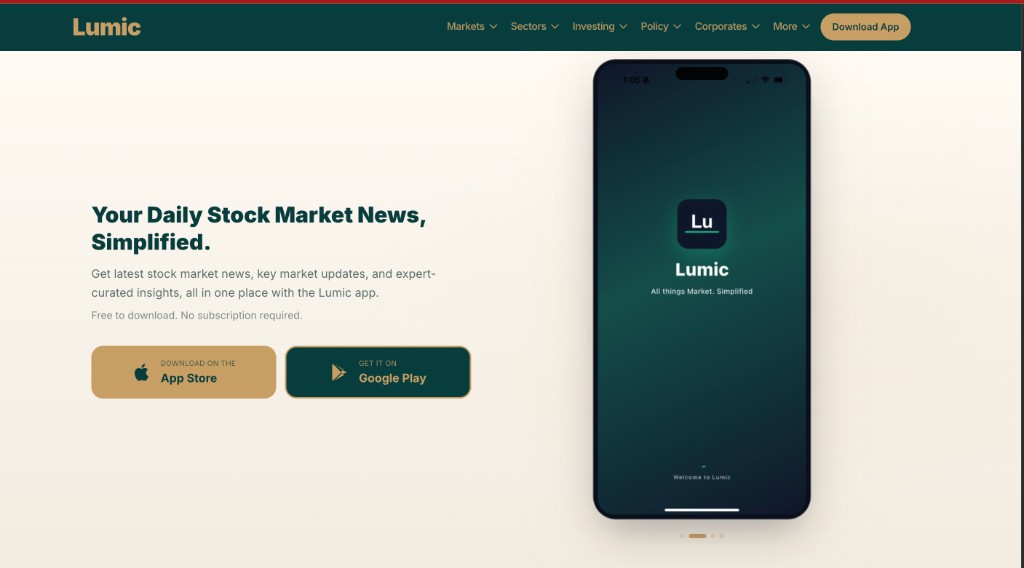 Lumic
Markets Sectors Investing Policy Corporates More Download App
1:05
Your Daily Stock Market News,
Simplified.
Get latest stock market news, key market updates, and expert-
curated insights, all in one place with the Lumic app.
Free to download. No subscription required.
DOWNLOAD ON THE
App Store
GET IT ON
Google Play
Lu
Lumic
All things Market. Simplified
Welcome to Lumic